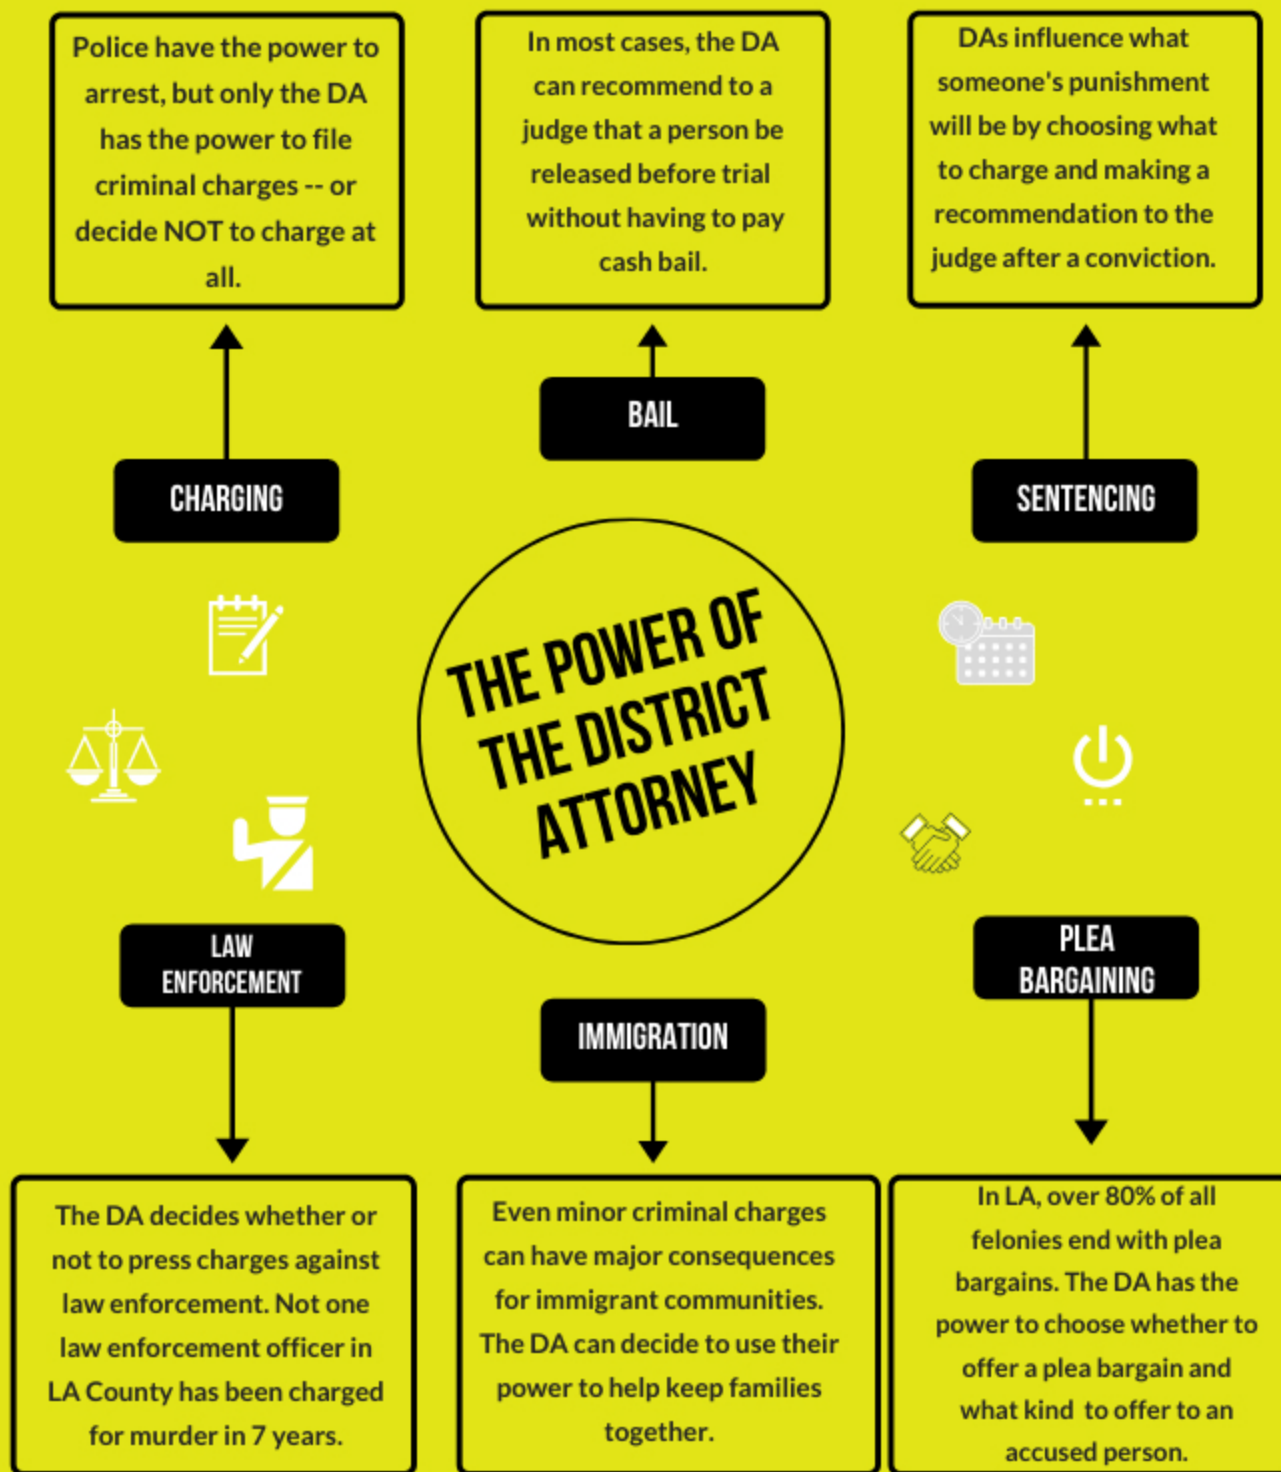 Police have the power to
arrest, but only the DA
has the power to file
criminal charges -- or
decide NOT to charge at
all.
In most cases, the DA
can recommend to a
judge that a person be
released before trial
without having to pay
cash bail.
DAs influence what
someone's punishment
will be by choosing what
to charge and making a
recommendation to the
judge after a conviction.
BAIL
CHARGING
SENTENCING
THE POWER OF
THE DISTRICT
ATTORNEY
LAW
ENFORCEMENT
IMMIGRATION
PLEA
BARGAINING
The DA decides whether or
not to press charges against
law enforcement. Not one
law enforcement officer in
LA County has been charged
for murder in 7 years.
Even minor criminal charges
can have major consequences
for immigrant communities.
The DA can decide to use their
power to help keep families
together.
In LA, over 80% of all
felonies end with plea
bargains. The DA has the
power to choose whether to
offer a plea bargain and
what kind to offer to an
accused person.